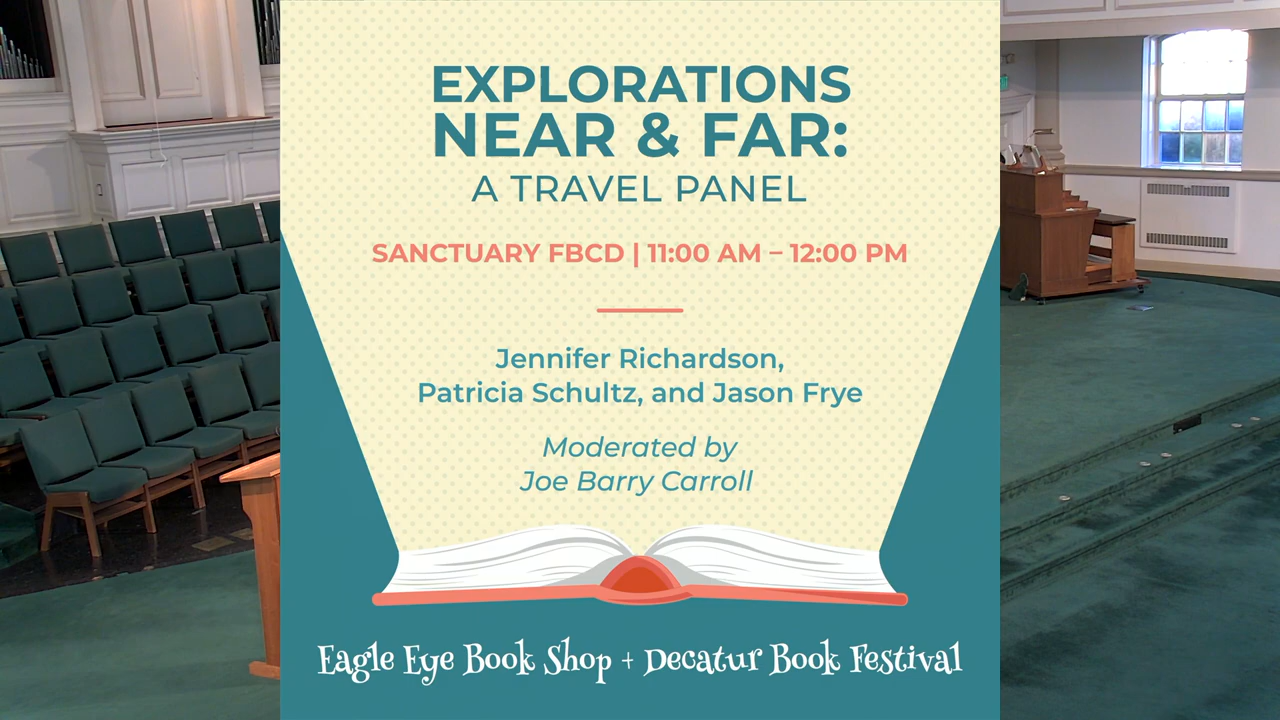 EXPLORATIONS
NEAR & FAR:
A TRAVEL PANEL
SANCTUARY FBCD | 11:00 AM – 12:00 PM
Jennifer Richardson,
Patricia Schultz, and Jason Frye
Moderated by
Joe Barry Carroll
Eagle Eye Book Shop + Decatur Book Festival